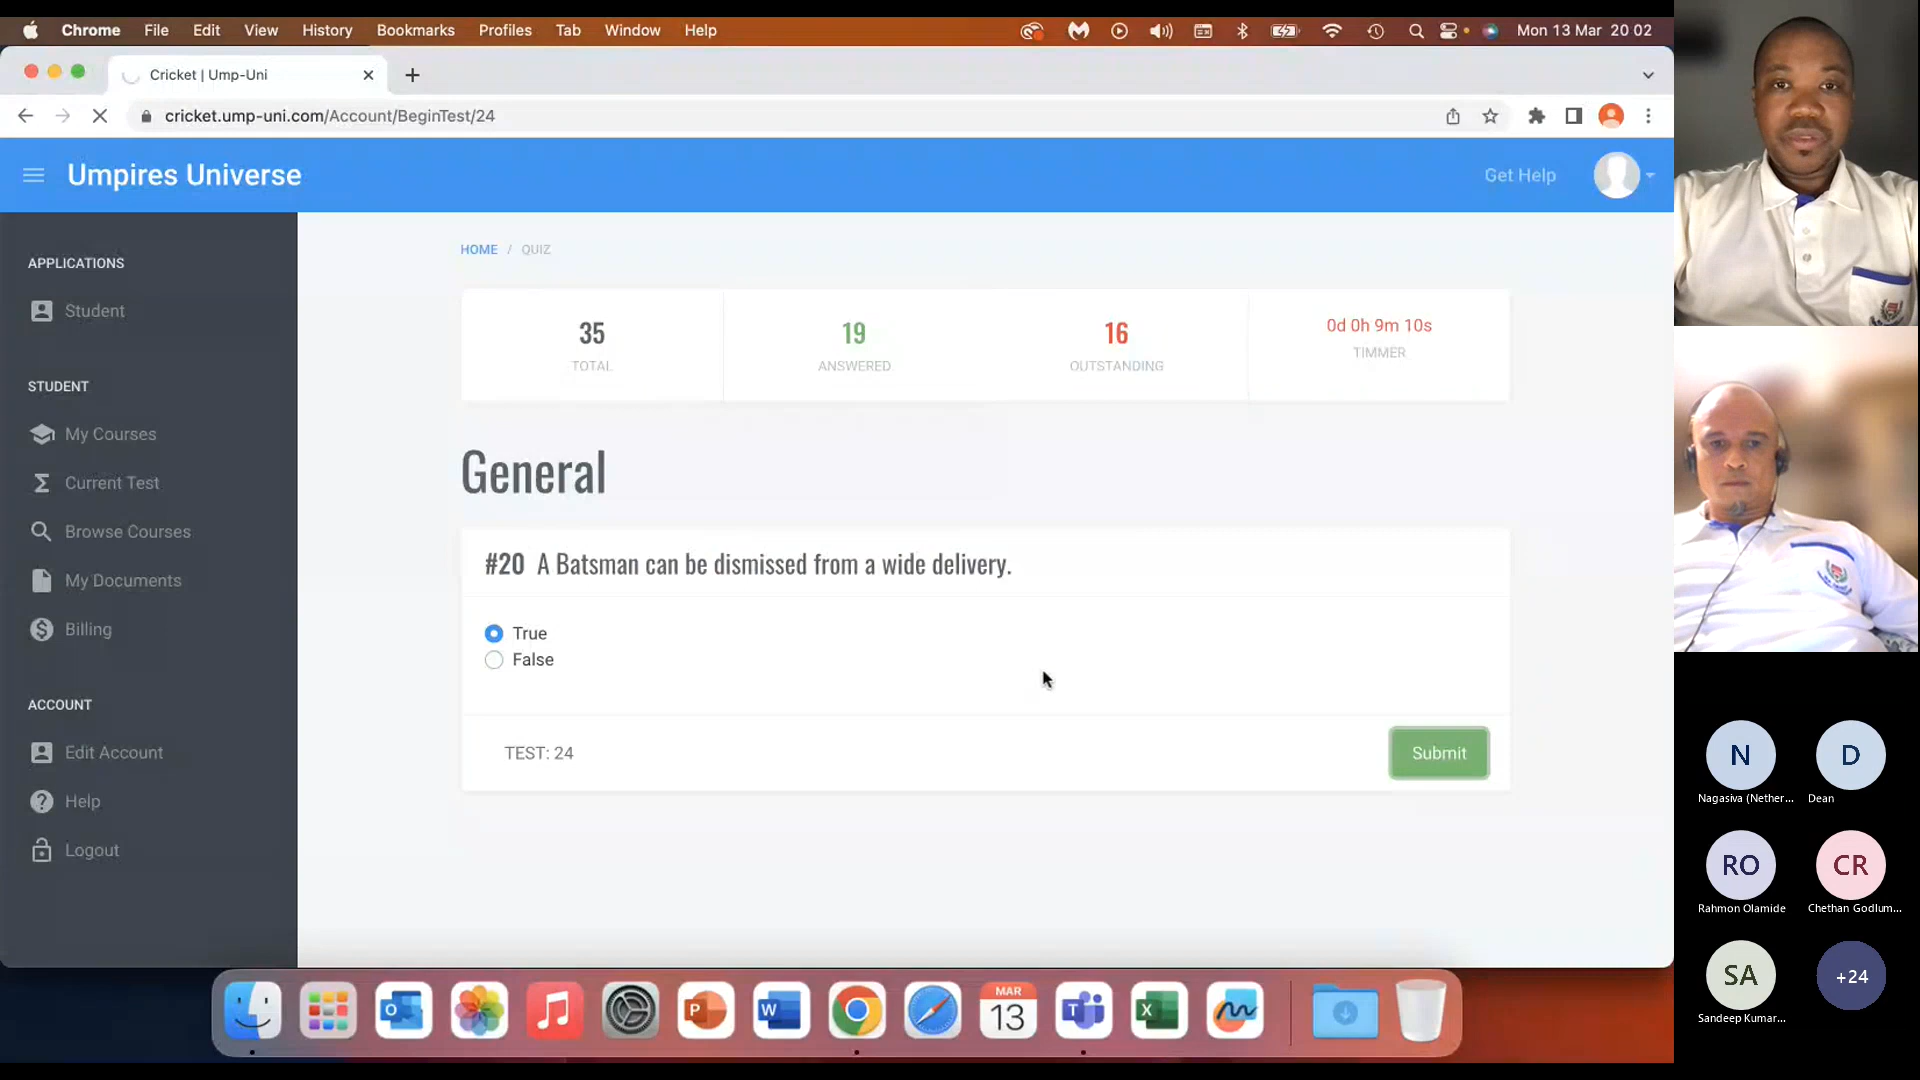 Chrome File Edit View History Bookmarks Profiles Tab Window Help Mon 13 Mar 20 02
Cricket | Ump-Uni
cricket.ump-uni.com/Account/BeginTest/24
Umpires Universe
Get Help
APPLICATIONS
Student
STUDENT
My Courses
Current Test
Browse Courses
My Documents
Billing
ACCOUNT
Edit Account
Help
Logout
HOME / QUIZ
35
TOTAL
19
ANSWERED
16
OUTSTANDING
0d 0h 9m 10s
TIMMER
General
#20 A Batsman can be dismissed from a wide delivery.
True
False
TEST: 24
Submit
MAR
13
N
Nagasiva (Nether...
D
Dean
RO
Rahmon Olamide
CR
Chethan Godlum...
SA
Sandeep Kumar...
+24